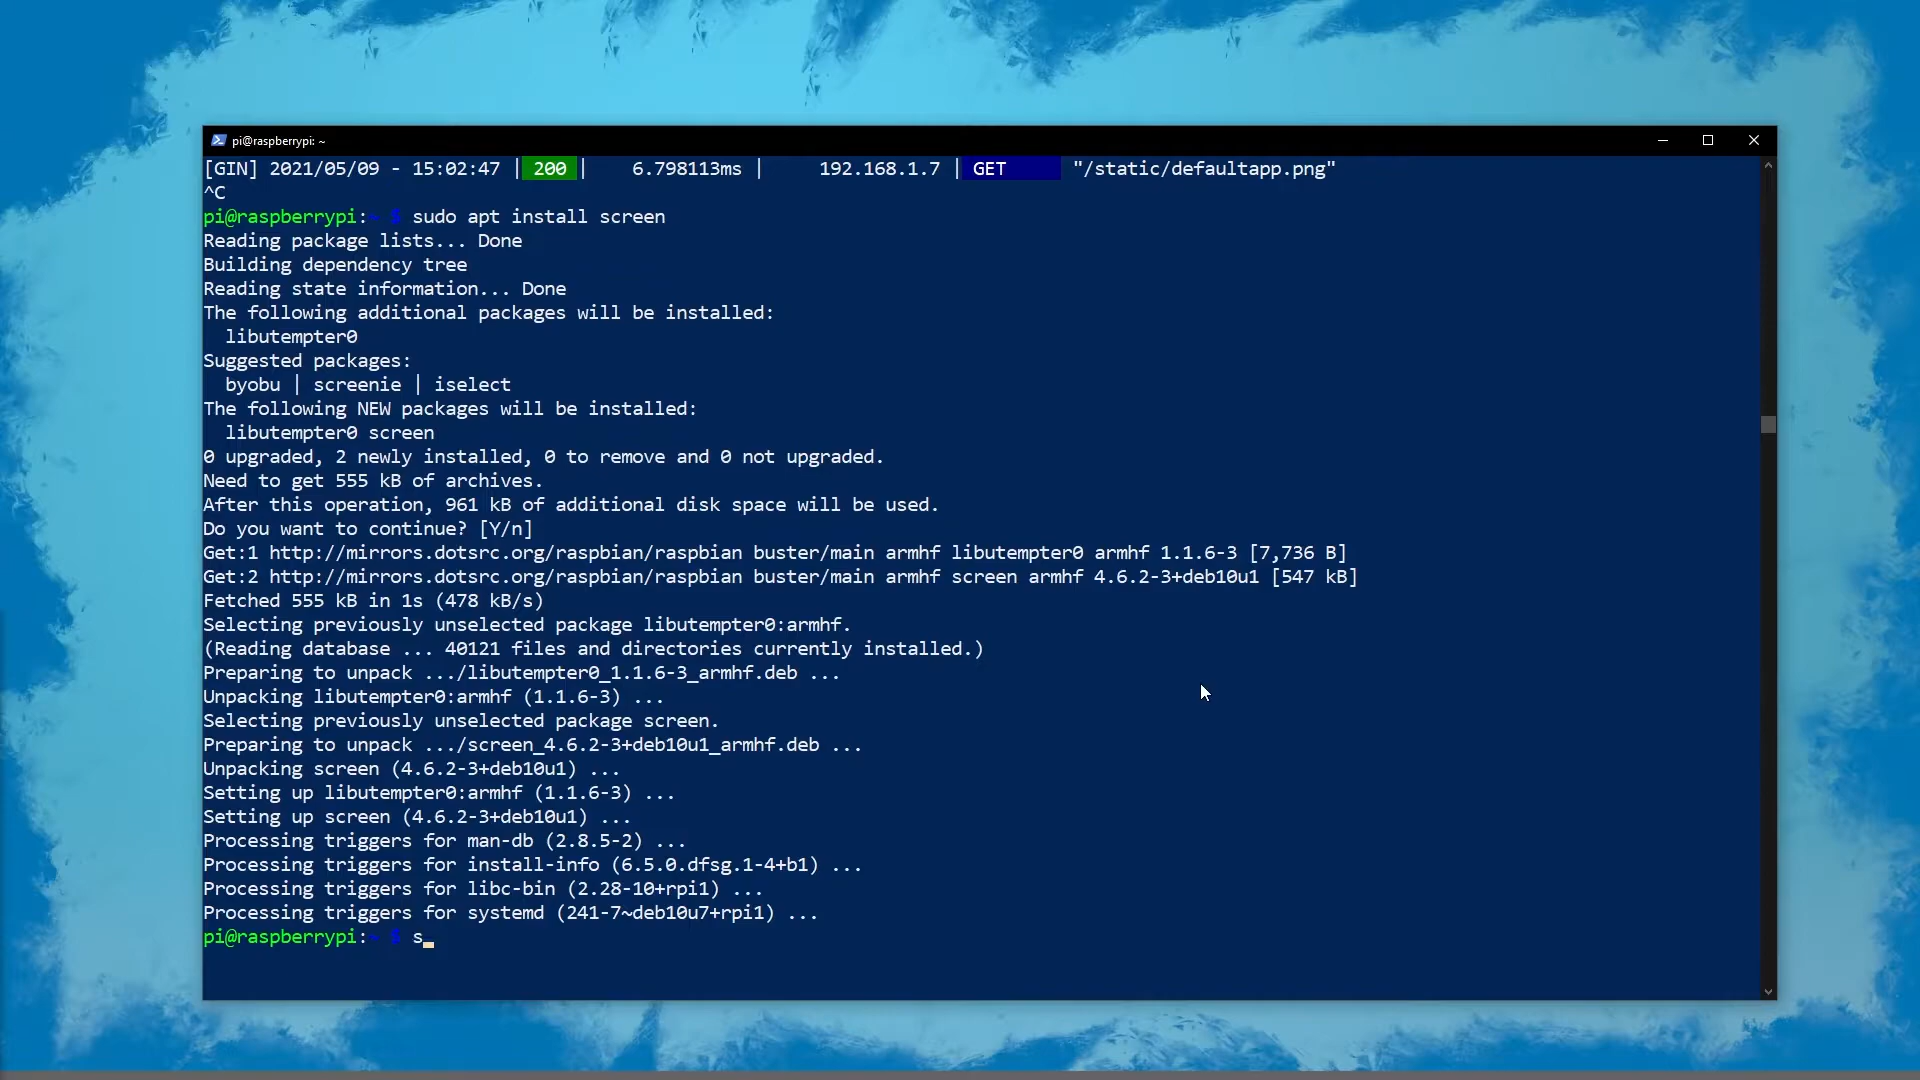 pi@raspberrypi: ~
[GIN] 2021/05/09 - 15:02:47 | 200 | 6.798113ms | 192.168.1.7 | GET "/static/defaultapp.png"
^C
pi@raspberrypi:~ $ sudo apt install screen
Reading package lists... Done
Building dependency tree
Reading state information... Done
The following additional packages will be installed:
libutempter0
Suggested packages:
byobu | screenie | iselect
The following NEW packages will be installed:
libutempter0 screen
0 upgraded, 2 newly installed, 0 to remove and 0 not upgraded.
Need to get 555 kB of archives.
After this operation, 961 kB of additional disk space will be used.
Do you want to continue? [Y/n]
Get:1 http://mirrors.dotsrc.org/raspbian/raspbian buster/main armhf libutempter0 armhf 1.1.6-3 [7,736 B]
Get:2 http://mirrors.dotsrc.org/raspbian/raspbian buster/main armhf screen armhf 4.6.2-3+deb10u1 [547 kB]
Fetched 555 kB in 1s (478 kB/s)
Selecting previously unselected package libutempter0:armhf.
(Reading database ... 40121 files and directories currently installed.)
Preparing to unpack .../libutempter0_1.1.6-3_armhf.deb ...
Unpacking libutempter0:armhf (1.1.6-3) ...
Selecting previously unselected package screen.
Preparing to unpack .../screen_4.6.2-3+deb10u1_armhf.deb ...
Unpacking screen (4.6.2-3+deb10u1) ...
Setting up libutempter0:armhf (1.1.6-3) ...
Setting up screen (4.6.2-3+deb10u1) ...
Processing triggers for man-db (2.8.5-2) ...
Processing triggers for install-info (6.5.0.dfsg.1-4+b1) ...
Processing triggers for libc-bin (2.28-10+rpi1) ...
Processing triggers for systemd (241-7~deb10u7+rpi1) ...
pi@raspberrypi:~ $ s